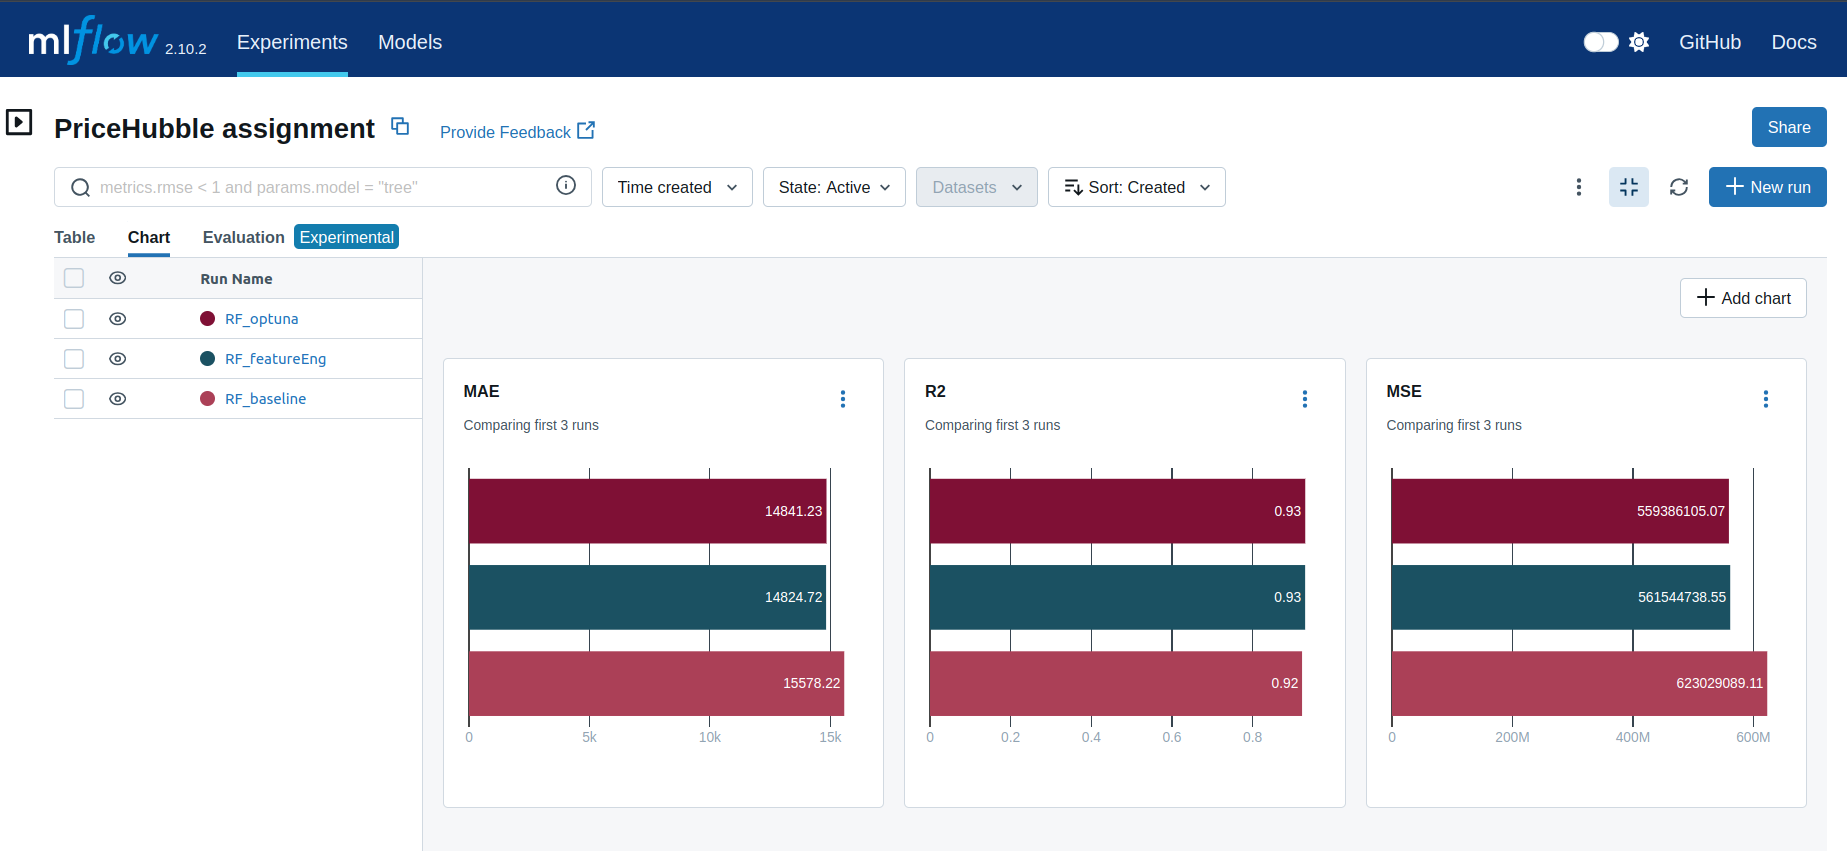 mlflow 2.10.2 Experiments Models GitHub Docs
PriceHubble assignment Provide Feedback Share
metrics.rmse < 1 and params.model = "tree" Time created State: Active Datasets Sort: Created New run
Table Chart Evaluation Experimental
Run Name
RF_optuna
RF_featureEng
RF_baseline
Add chart
MAE
Comparing first 3 runs
14841.23
14824.72
15578.22
0 5k 10k 15k
R2
Comparing first 3 runs
0.93
0.93
0.92
0 0.2 0.4 0.6 0.8
MSE
Comparing first 3 runs
559386105.07
561544738.55
623029089.11
0 200M 400M 600M